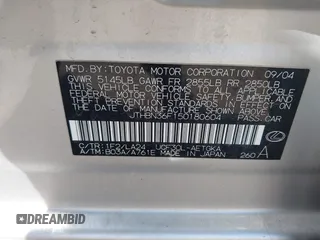 MFD. BY: TOYOTA MOTOR CORPORATION 09/04
GVWR 5145LB GAWR FR 2855LB RR 2850LB
THIS VEHICLE CONFORMS TO ALL APPLICABLE
FEDERAL MOTOR VEHICLE SAFETY, BUMPER, AND
THEFT PREVENTION STANDARDS IN EFFECT ON
THE DATE OF MANUFACTURE SHOWN ABOVE.
JTHBN36F150180604 PASS. CAR
C/TR: 1F2/LA24 UCF30L-AETGKA
A/TM: B03A/A761E MADE IN JAPAN 260 A